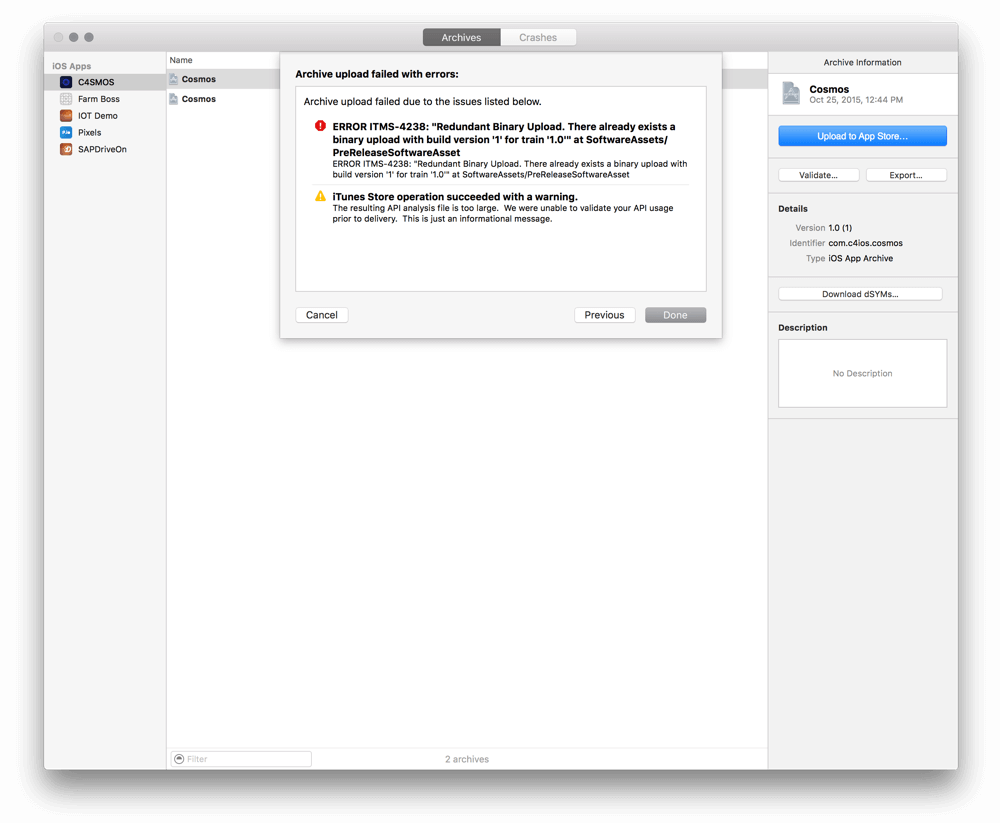 Archives
Crashes
iOS Apps
C4SMOS
Farm Boss
IOT Demo
Pixels
SAPDriveOn
Name
Cosmos
Cosmos
Archive upload failed with errors:
Archive upload failed due to the issues listed below.
ERROR ITMS-4238: "Redundant Binary Upload. There already exists a
binary upload with build version '1' for train '1.0'" at SoftwareAssets/
PreReleaseSoftwareAsset
ERROR ITMS-4238: "Redundant Binary Upload. There already exists a binary upload with
build version '1' for train '1.0'" at SoftwareAssets/PreReleaseSoftwareAsset
iTunes Store operation succeeded with a warning.
The resulting API analysis file is too large. We were unable to validate your API usage
prior to delivery. This is just an informational message.
Cancel
Previous
Done
Archive Information
Cosmos
Oct 25, 2015, 12:44 PM
Upload to App Store...
Validate...
Export...
Details
Version 1.0 (1)
Identifier com.c4ios.cosmos
Type iOS App Archive
Download dSYMs...
Description
No Description
Filter
2 archives